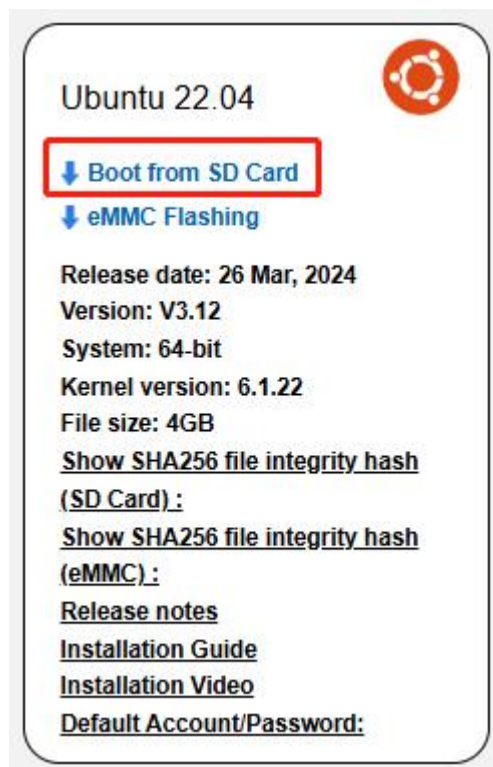 Ubuntu 22.04
Boot from SD Card
eMMC Flashing
Release date: 26 Mar, 2024
Version: V3.12
System: 64-bit
Kernel version: 6.1.22
File size: 4GB
Show SHA256 file integrity hash
(SD Card) :
Show SHA256 file integrity hash
(eMMC) :
Release notes
Installation Guide
Installation Video
Default Account/Password: